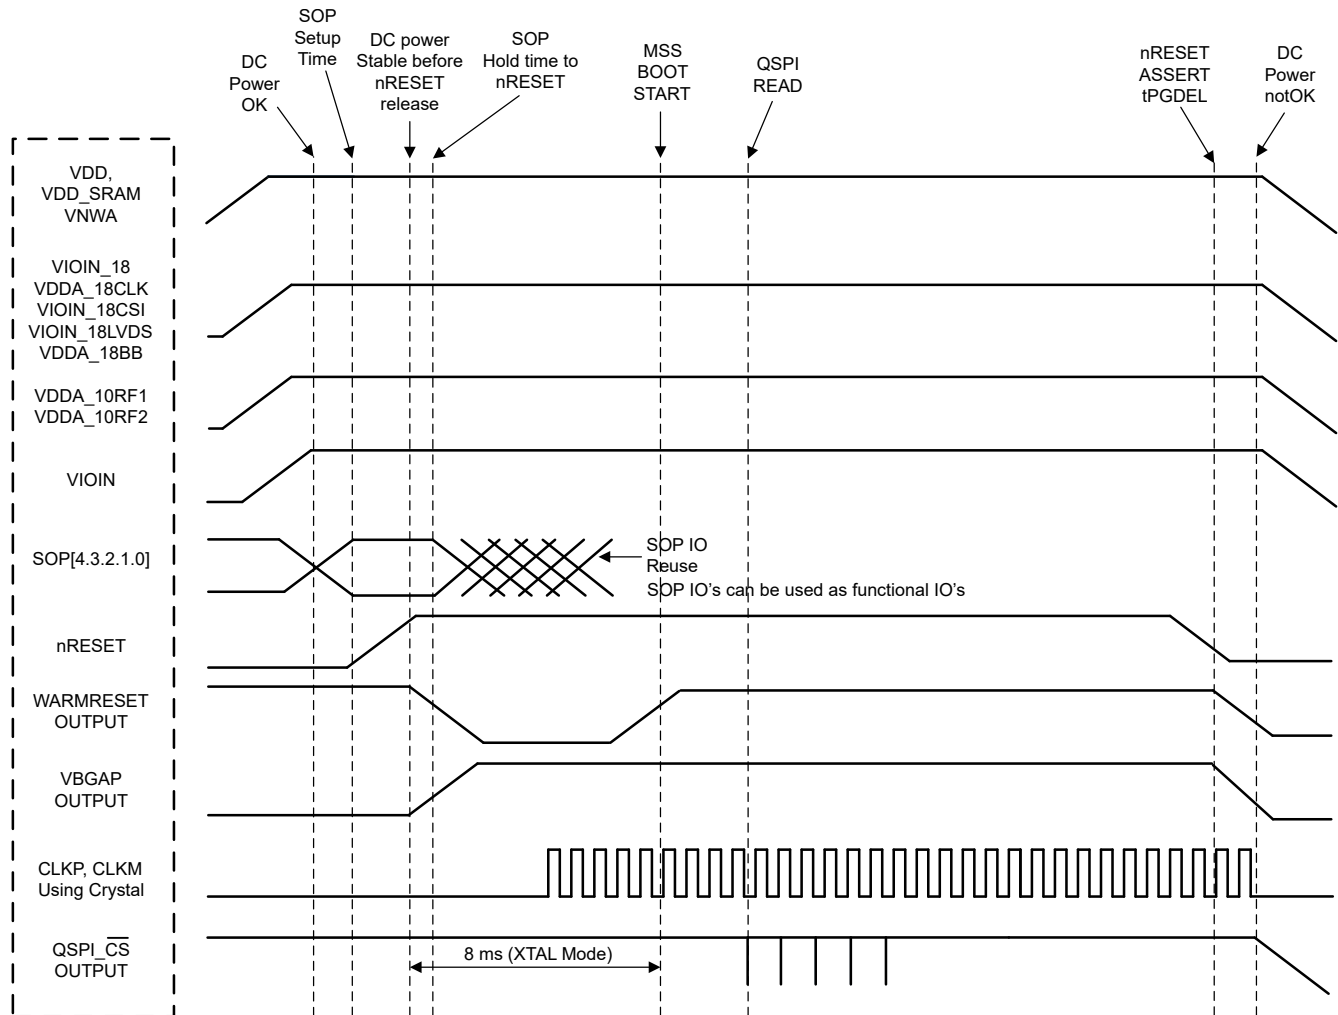 DC
Power
OK
SOP
Setup
Time
DC power
Stable before
nRESET
release
SOP
Hold time to
nRESET
MSS
BOOT
START
QSPI
READ
nRESET
ASSERT
tPGDEL
DC
Power
notOK
VDD,
VDD_SRAM
VNWA
VIOIN_18
VDDA_18CLK
VIOIN_18CSI
VIOIN_18LVDS
VDDA_18BB
VDDA_10RF1
VDDA_10RF2
VIOIN
SOP[4.3.2.1.0]
SOP IO
Reuse
SOP IO's can be used as functional IO's
nRESET
WARMRESET
OUTPUT
VBGAP
OUTPUT
CLKP, CLKM
Using Crystal
QSPI_CS
OUTPUT
8 ms (XTAL Mode)